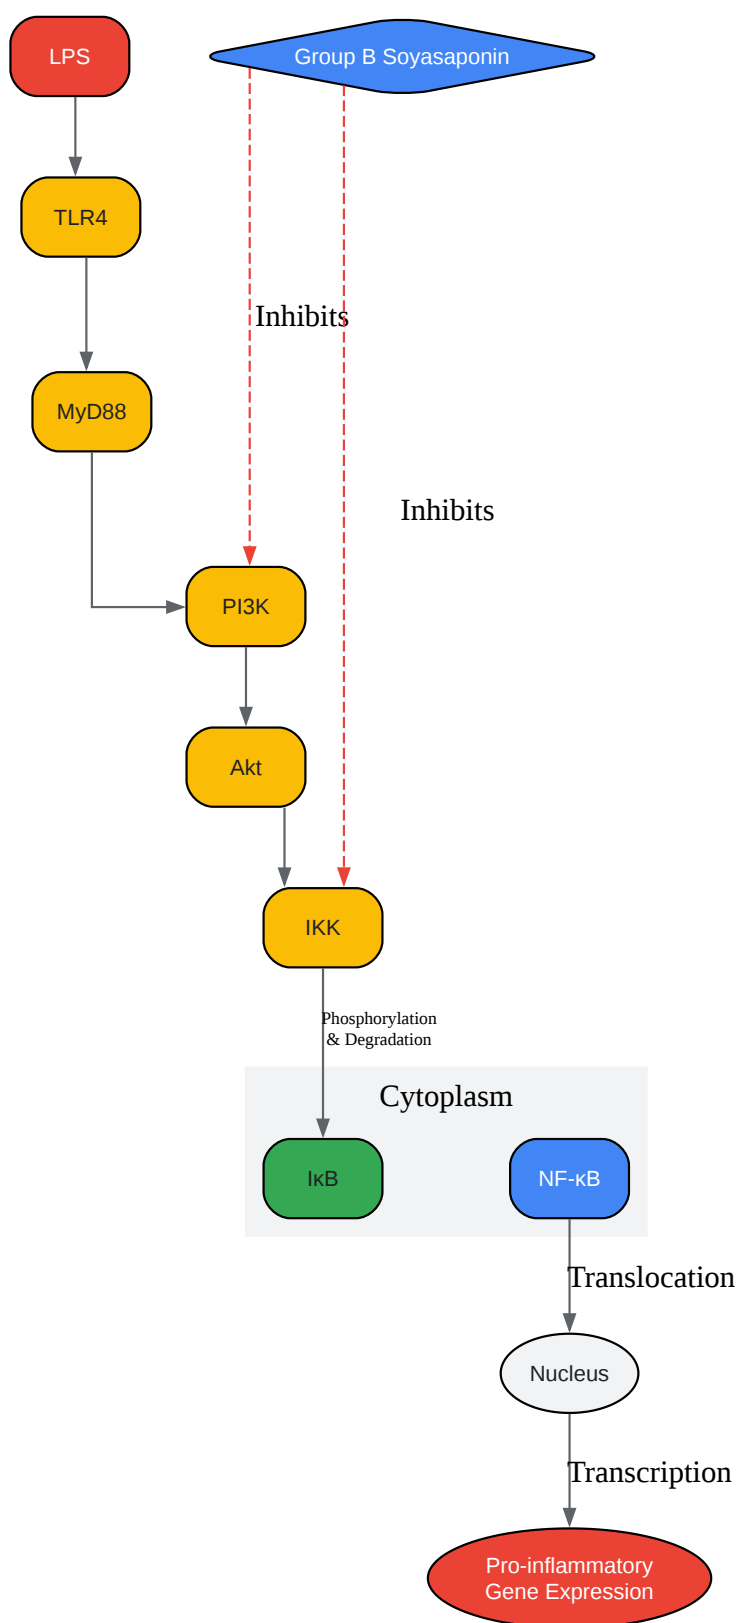 LPS
Group B Soyasaponin
TLR4
Inhibits
MyD88
Inhibits
PI3K
Akt
IKK
Phosphorylation
& Degradation
Cytoplasm
IκB
NF-κB
Translocation
Nucleus
Transcription
Pro-inflammatory
Gene Expression